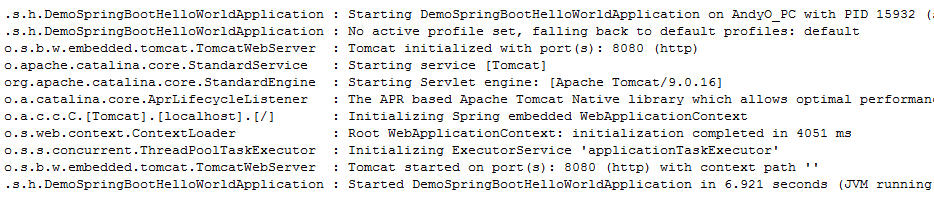 .s.h.DemoSpringBootHelloWorldApplication : Starting DemoSpringBootHelloWorldApplication on AndyO_PC with PID 15932 (
.s.h.DemoSpringBootHelloWorldApplication : No active profile set, falling back to default profiles: default
o.s.b.w.embedded.tomcat.TomcatWebServer : Tomcat initialized with port(s): 8080 (http)
o.apache.catalina.core.StandardService : Starting service [Tomcat]
org.apache.catalina.core.StandardEngine : Starting Servlet engine: [Apache Tomcat/9.0.16]
o.a.catalina.core.AprLifecycleListener : The APR based Apache Tomcat Native library which allows optimal performan
o.a.c.c.C.[Tomcat].[localhost].[/] : Initializing Spring embedded WebApplicationContext
o.s.web.context.ContextLoader : Root WebApplicationContext: initialization completed in 4051 ms
o.s.s.concurrent.ThreadPoolTaskExecutor : Initializing ExecutorService 'applicationTaskExecutor'
o.s.b.w.embedded.tomcat.TomcatWebServer : Tomcat started on port(s): 8080 (http) with context path ''
.s.h.DemoSpringBootHelloWorldApplication : Started DemoSpringBootHelloWorldApplication in 6.921 seconds (JVM running